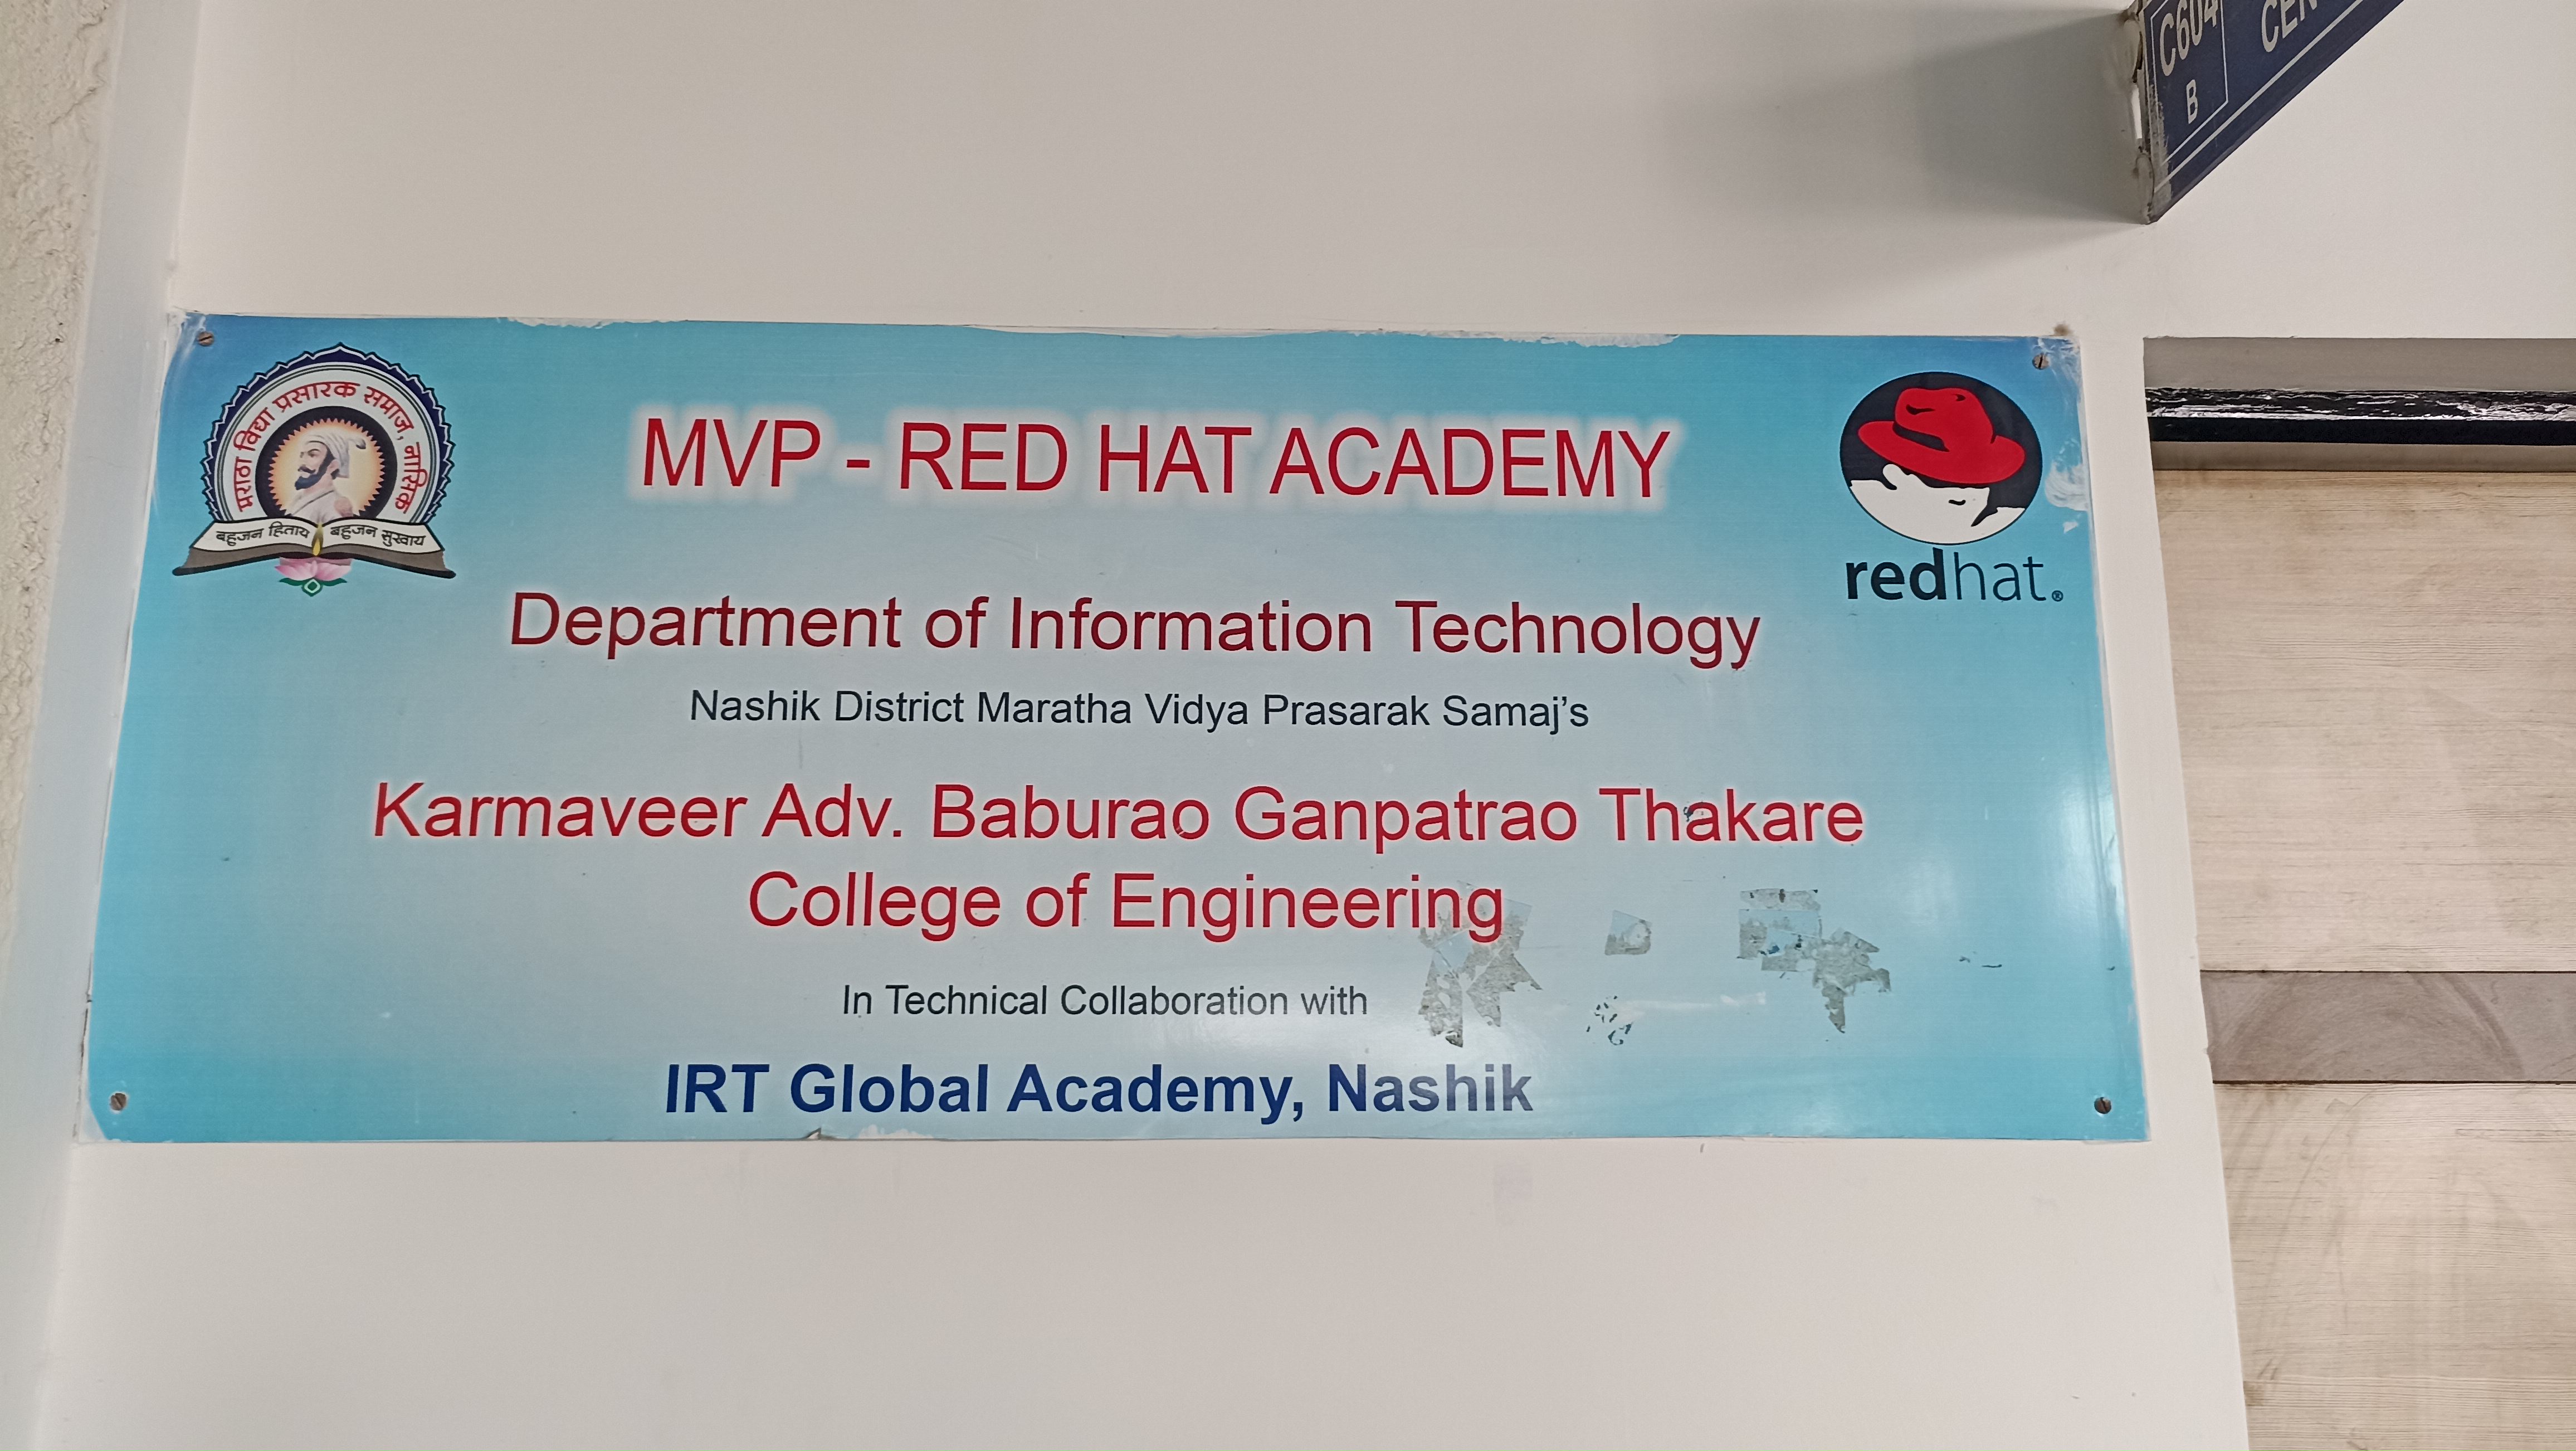 C604
B
मराठा विद्या प्रसारक समाज, नाशिक
बहुजन हिताय बहुजन सुखाय
MVP - RED HAT ACADEMY
redhat®
Department of Information Technology
Nashik District Maratha Vidya Prasarak Samaj's
Karmaveer Adv. Baburao Ganpatrao Thakare
College of Engineering
In Technical Collaboration with
IRT Global Academy, Nashik